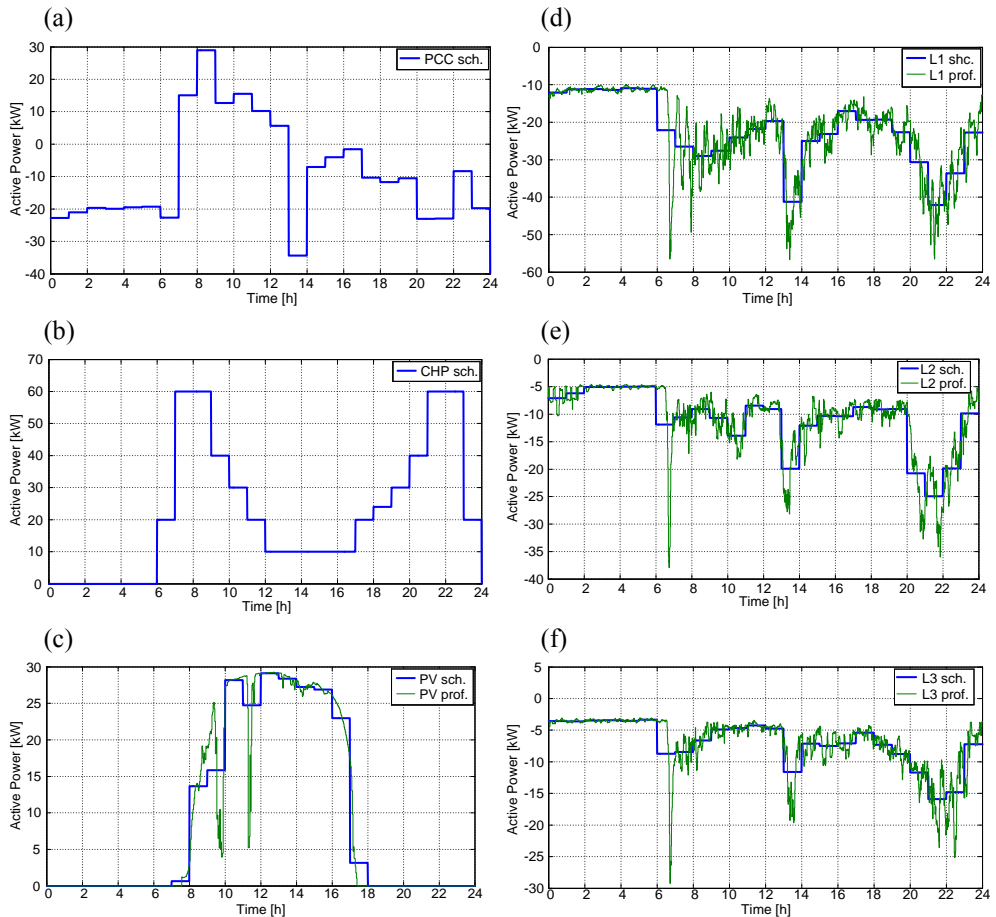 (a)
30
20
10
0
-10
-20
-30
-40
0 2 4 6 8 10 12 14 16 18 20 22 24
Active Power [kW]
Time [h]
PCC sch.
(b)
70
60
50
40
30
20
10
0
0 2 4 6 8 10 12 14 16 18 20 22 24
Active Power [kW]
Time [h]
CHP sch.
(c)
30
25
20
15
10
5
0
0 2 4 6 8 10 12 14 16 18 20 22 24
Active Power [kW]
Time [h]
PV sch.
PV prof.
(d)
0
-10
-20
-30
-40
-50
-60
0 2 4 6 8 10 12 14 16 18 20 22 24
Active Power [kW]
Time [h]
L1 shc.
L1 prof.
(e)
0
-5
-10
-15
-20
-25
-30
-35
-40
0 2 4 6 8 10 12 14 16 18 20 22 24
Active Power [kW]
Time [h]
L2 sch.
L2 prof.
(f)
5
0
-5
-10
-15
-20
-25
-30
0 2 4 6 8 10 12 14 16 18 20 22 24
Active Power [kW]
Time [h]
L3 sch.
L3 prof.